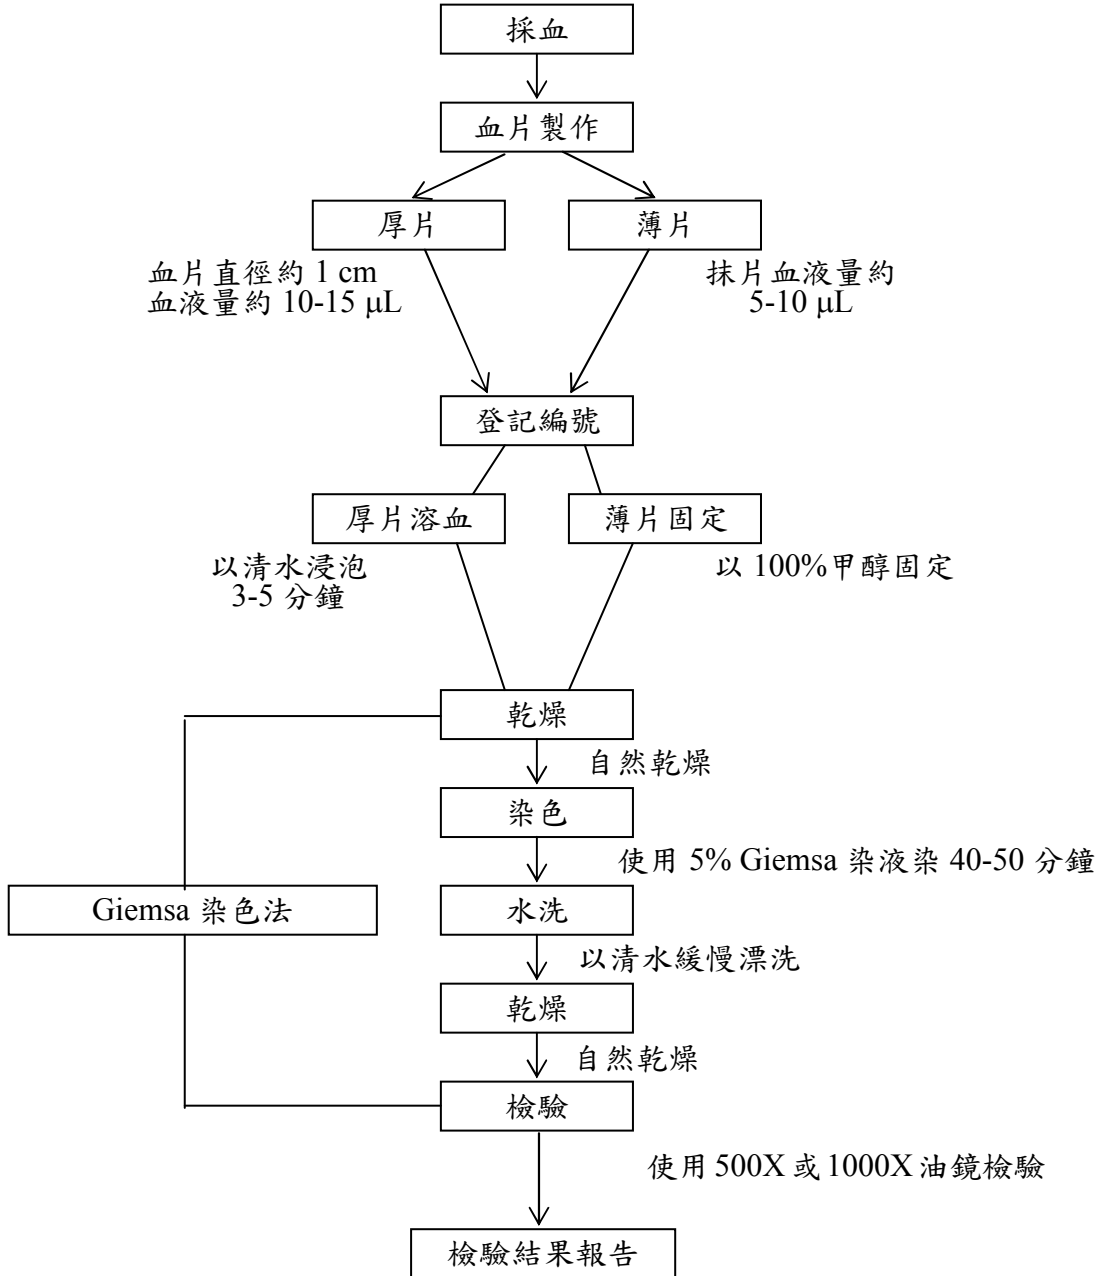 採血
血片製作
厚片
薄片
血片直徑約 1 cm
血液量約 10-15 μL
抹片血液量約
5-10 μL
登記編號
厚片溶血
薄片固定
以清水浸泡
3-5 分鐘
以 100%甲醇固定
乾燥
自然乾燥
染色
使用 5% Giemsa 染液染 40-50 分鐘
Giemsa 染色法
水洗
以清水緩慢漂洗
乾燥
自然乾燥
檢驗
使用 500X 或 1000X 油鏡檢驗
檢驗結果報告